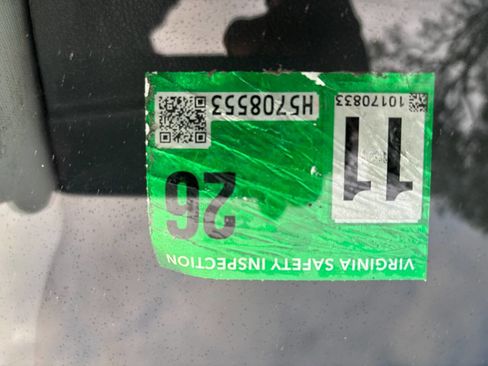 VIRGINIA SAFETY INSPECTION
11
26
10170833
H5708553